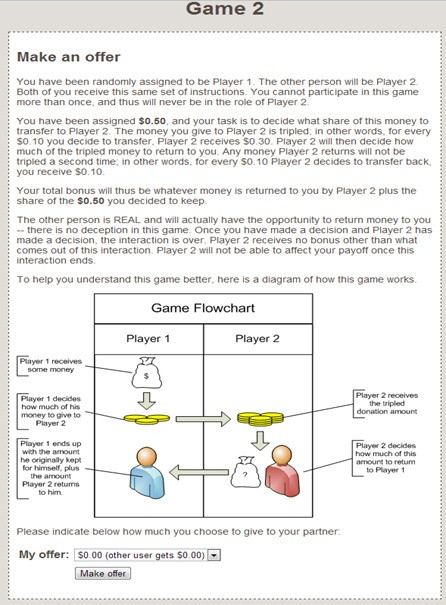 Game 2
Make an offer
You have been randomly assigned to be Player 1. The other person will be Player 2.
Both of you receive this same set of instructions. You cannot participate in this game
more than once, and thus will never be in the role of Player 2.
You have been assigned $0.50, and your task is to decide what share of this money to
transfer to Player 2. The money you give to Player 2 is tripled; in other words, for every
$0.10 you decide to transfer, Player 2 receives $0.30. Player 2 will then decide how
much of the tripled money to return to you. Any money Player 2 returns will not be
tripled a second time; in other words, for every $0.10 Player 2 decides to transfer back,
you receive $0.10.
Your total bonus will thus be whatever money is returned to you by Player 2 plus the
share of the $0.50 you decided to keep.
The other person is REAL and will actually have the opportunity to return money to you
-- there is no deception in this game. Once you have made a decision and Player 2 has
made a decision, the interaction is over. Player 2 receives no bonus other than what
comes out of this interaction. Player 2 will not be able to affect your payoff once this
interaction ends.
To help you understand this game better, here is a diagram of how this game works.
Game Flowchart
Player 1
Player 2
Player 1 receives
some money
$
Player 1 decides
how much of his
money to give to
Player 2
Player 2 receives
the tripled
donation amount
Player 1 ends up
with the amount
he originally kept
for himself, plus
the amount
Player 2 returns
to him.
?
Player 2 decides
how much of this
amount to return
to Player 1
Please indicate below how much you choose to give to your partner:
My offer: $0.00 (other user gets $0.00)
Make offer